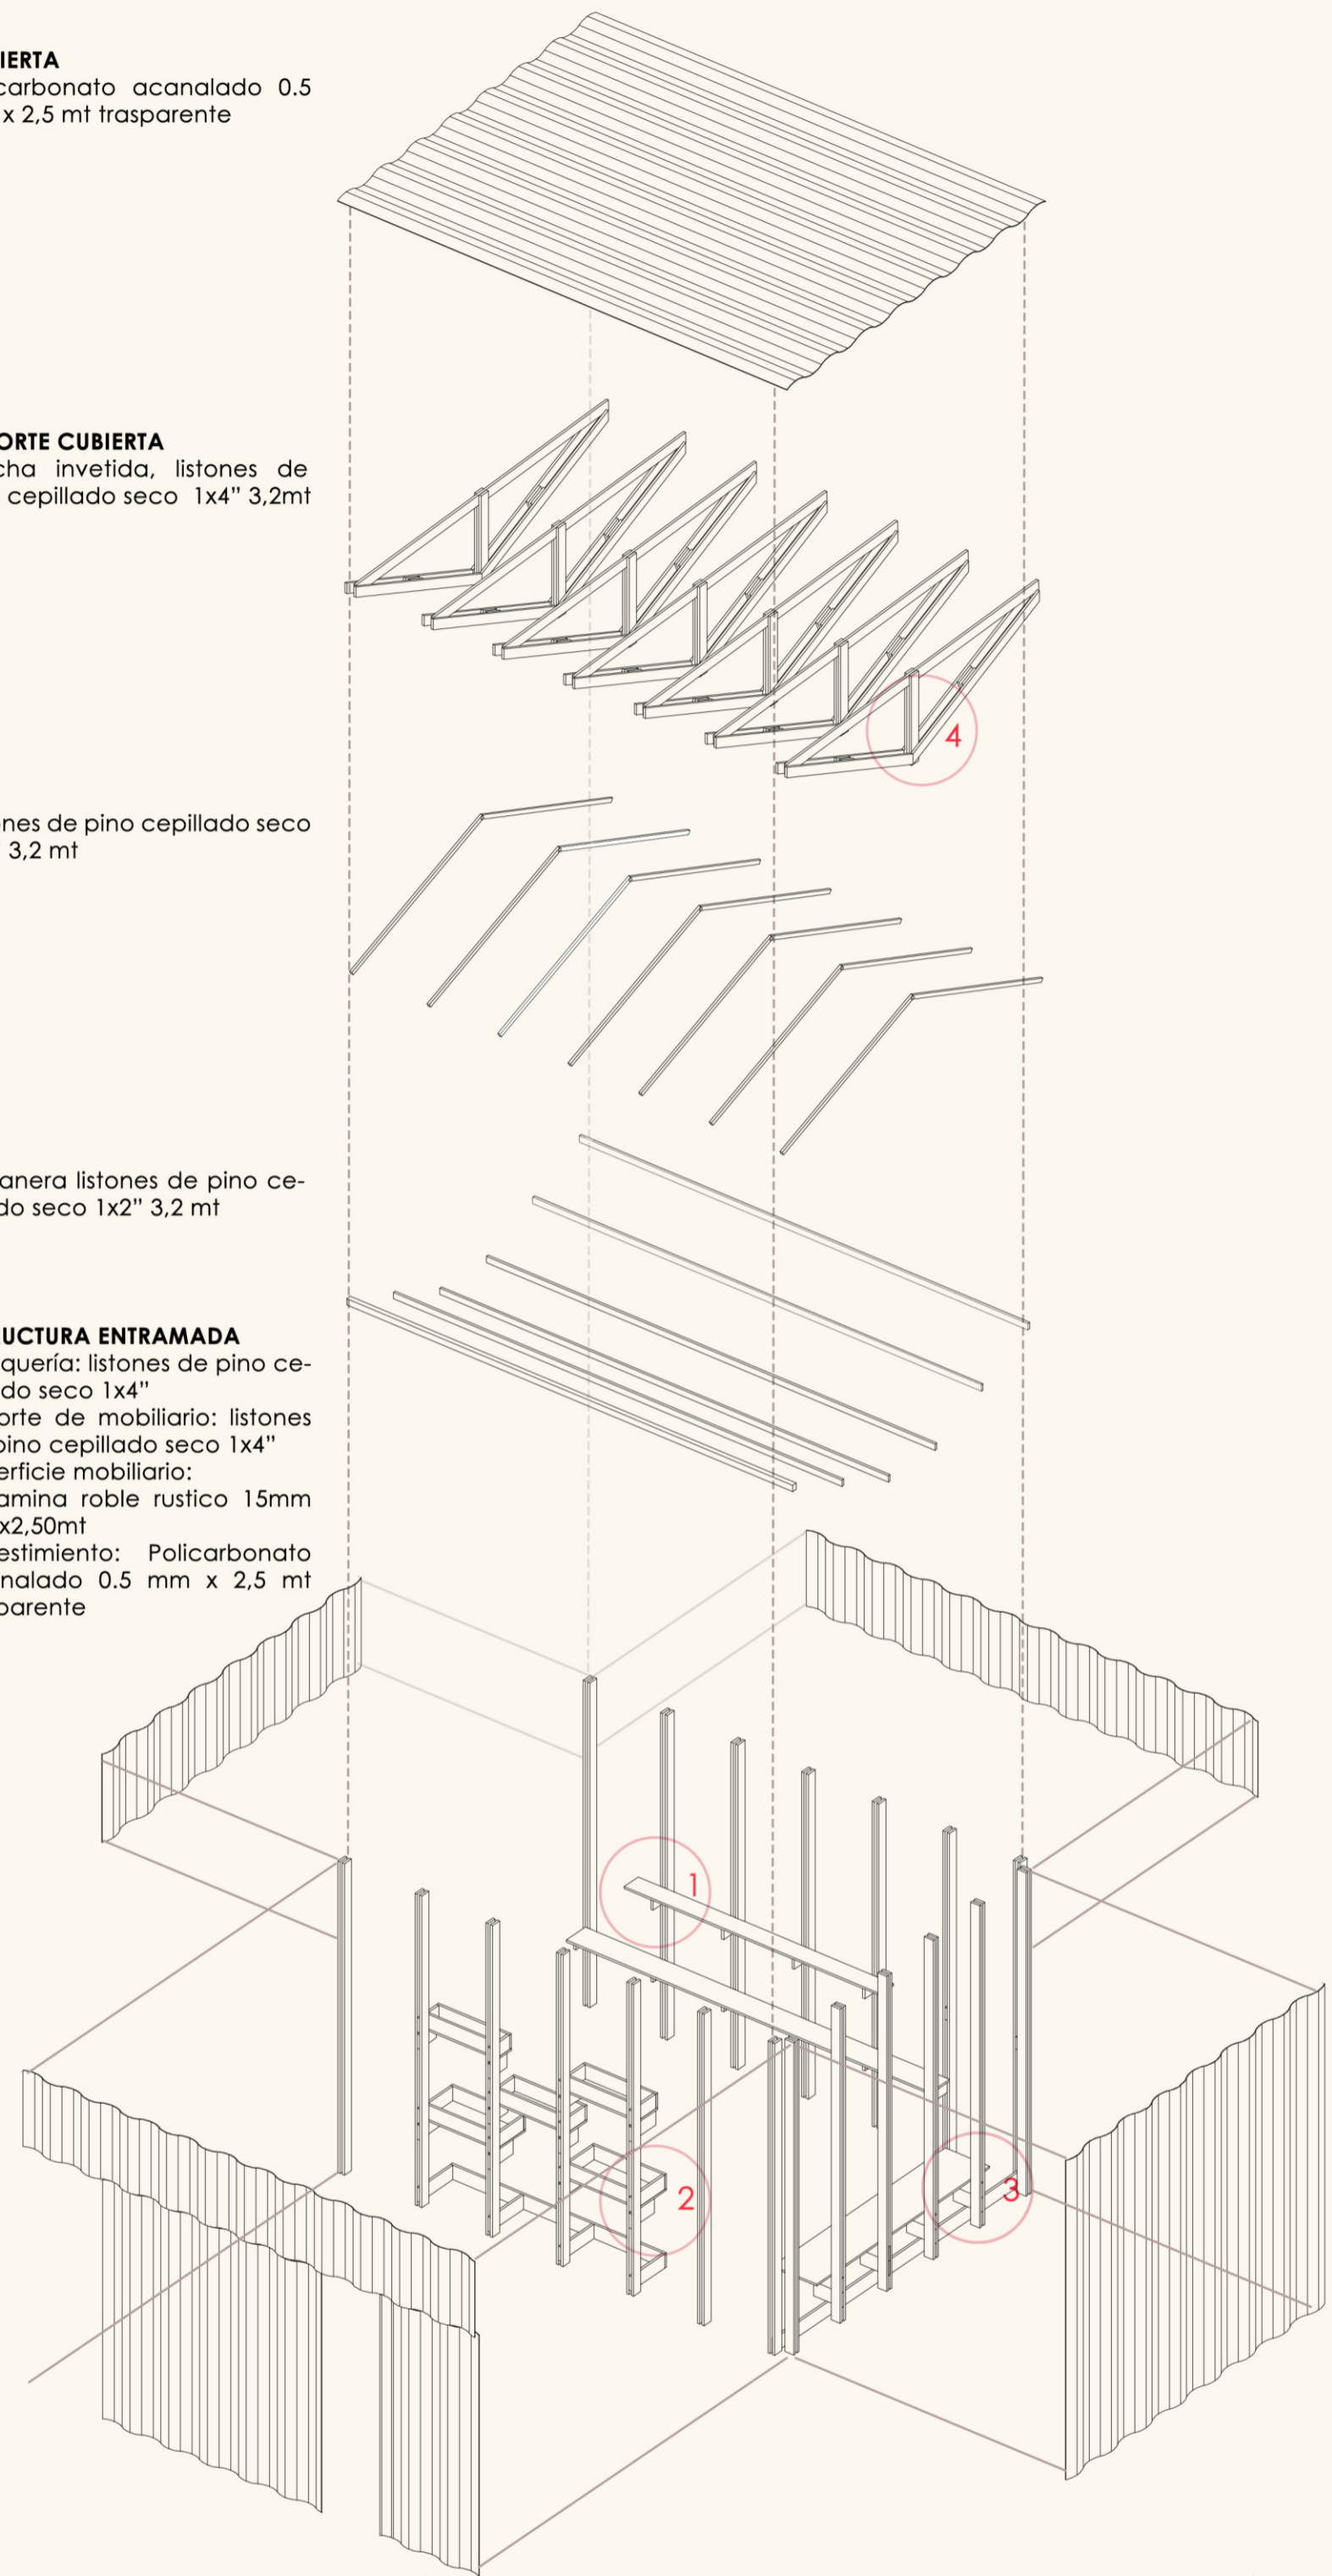 IERTA
carbonato acanalado 0.5
x 2,5 mt trasparente
ORTE CUBIERTA
cha invetida, listones de
cepillado seco 1x4” 3,2mt
nes de pino cepillado seco
3,2 mt
anera listones de pino ce-
do seco 1x2” 3,2 mt
UCTURA ENTRAMADA
quería: listones de pino ce-
do seco 1x4”
orte de mobiliario: listones
pino cepillado seco 1x4”
erficie mobiliario:
amina roble rustico 15mm
x2,50mt
estimiento: Policarbonato
nalado 0.5 mm x 2,5 mt
parente
4
1
2
3